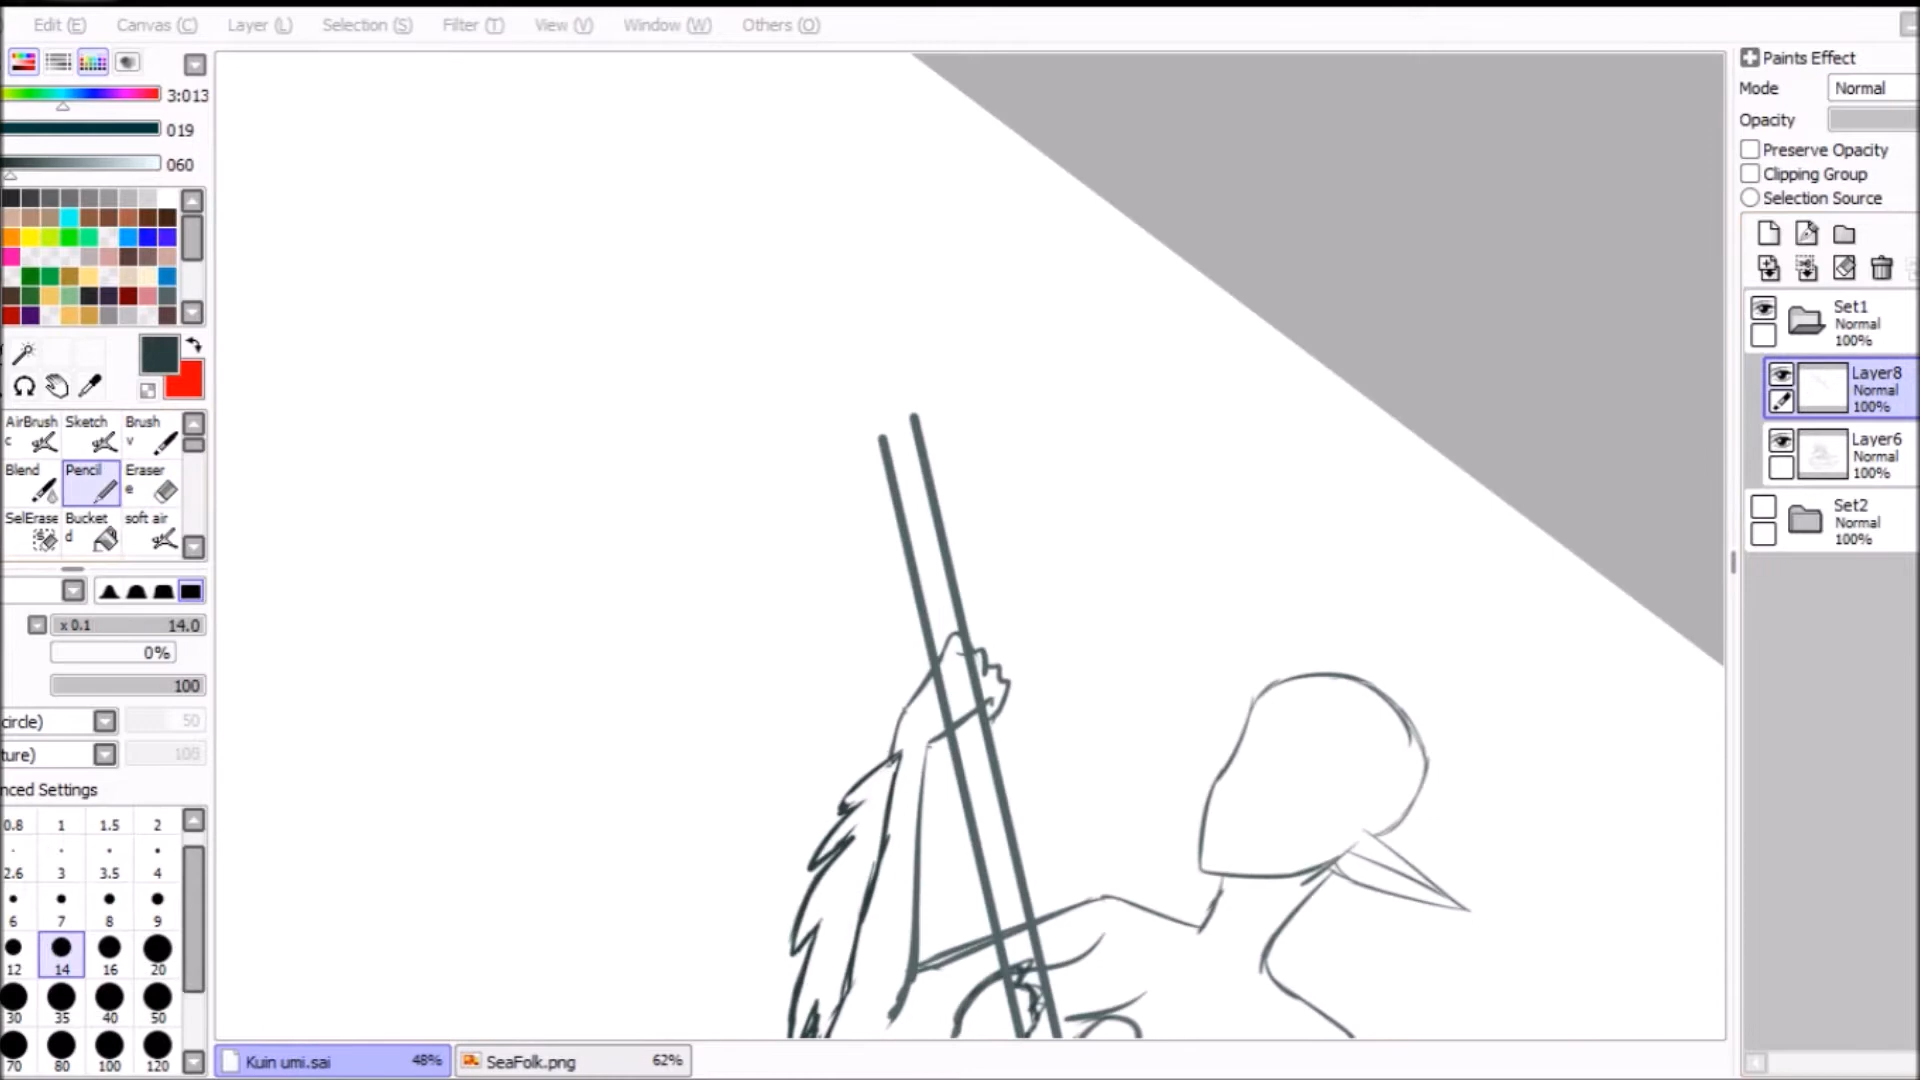 Edit (E) Canvas (C) Layer (L) Selection (S) Filter (T) View (V) Window (W) Others (O)
3:013
019
060
AirBrush Sketch Brush
c v
Blend Pencil Eraser
e
SelErase Bucket soft air
d
x 0.1 14.0
0%
100
circle) 50
ture) 100
nced Settings
0.8 1 1.5 2
2.6 3 3.5 4
6 7 8 9
12 14 16 20
30 35 40 50
70 80 100 120
Kuin umi.sai 48% SeaFolk.png 62%
Paints Effect
Mode Normal
Opacity
Preserve Opacity
Clipping Group
Selection Source
Set1
Normal
100%
Layer8
Normal
100%
Layer6
Normal
100%
Set2
Normal
100%